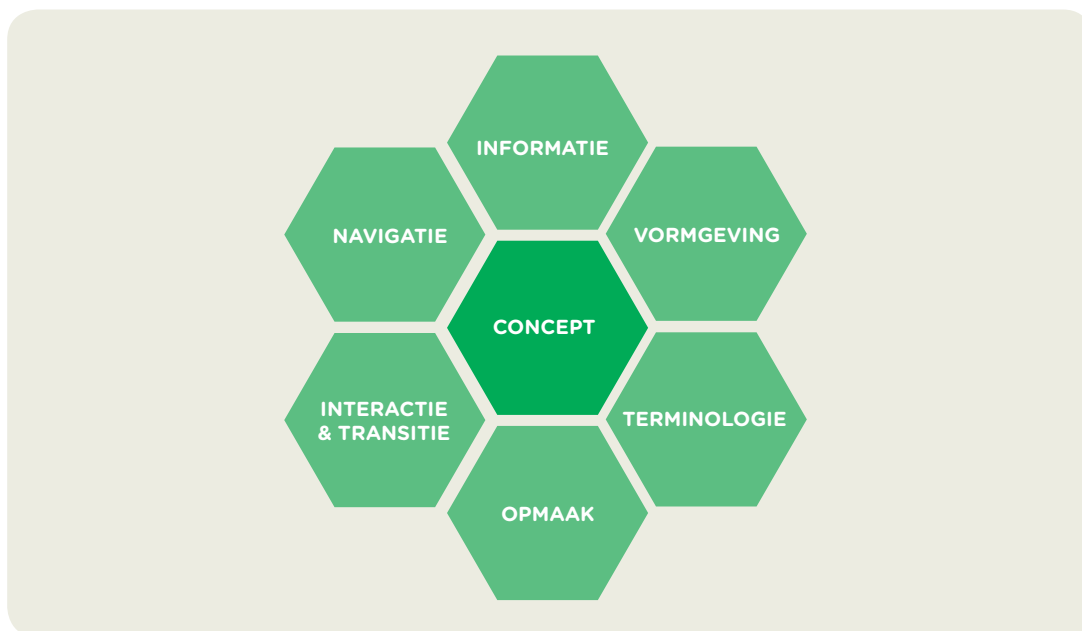 INFORMATIE
NAVIGATIE
VORMGEVING
CONCEPT
INTERACTIE
& TRANSITIE
TERMINOLOGIE
OPMAAK